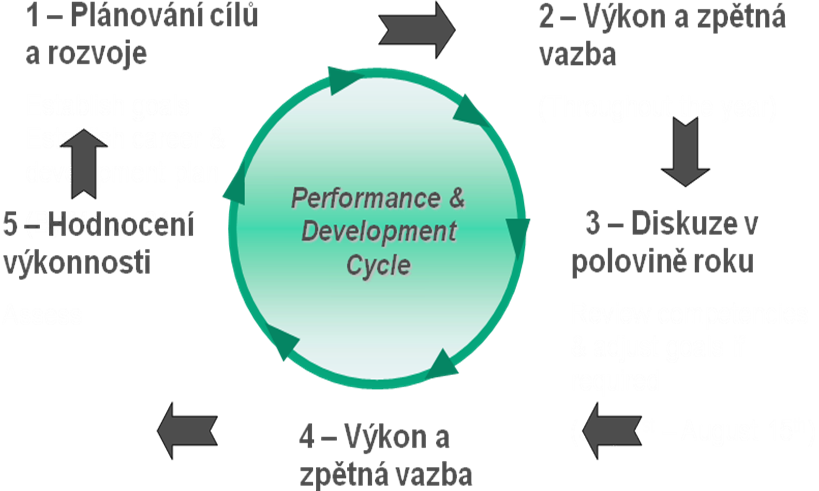 1 – Plánování cílů
a rozvoje
2 – Výkon a zpětná
vazba
Performance &
Development
Cycle
3 – Diskuze v
polovině roku
4 – Výkon a
zpětná vazba
5 – Hodnocení
výkonnosti